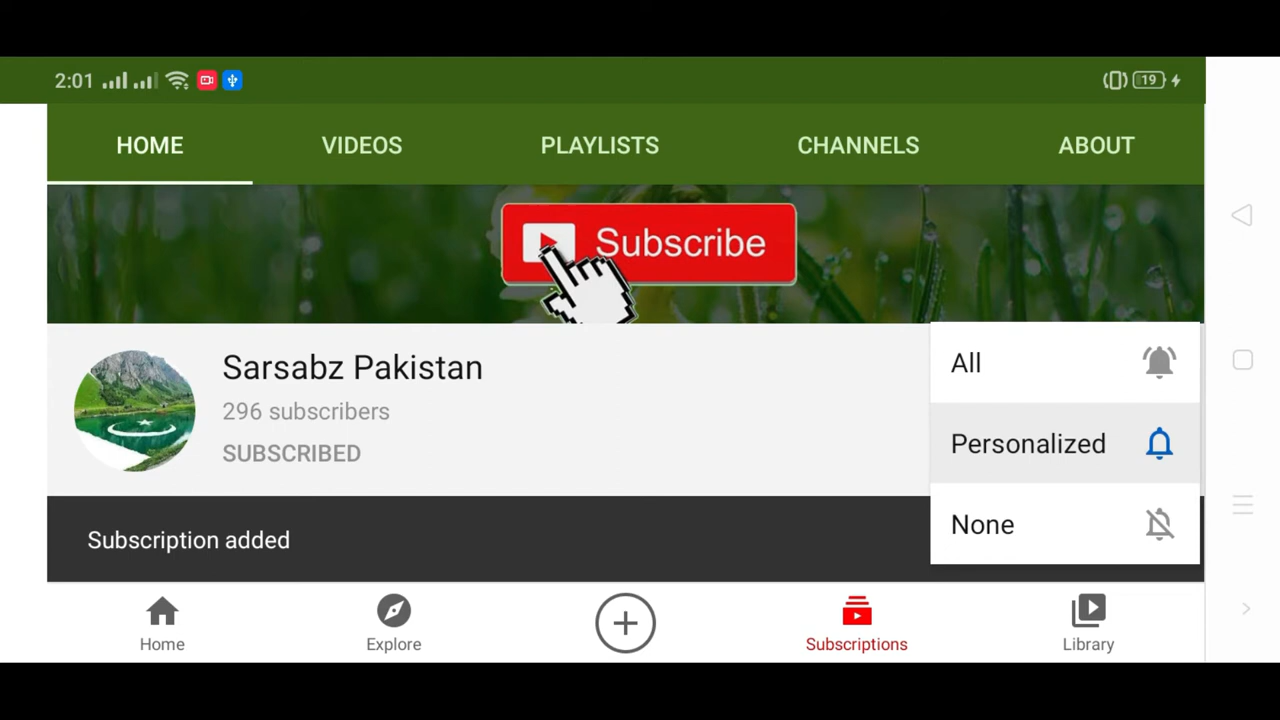 2:01 19
HOME VIDEOS PLAYLISTS CHANNELS ABOUT
Subscribe
Sarsabz Pakistan
296 subscribers
SUBSCRIBED
All
Personalized
None
Subscription added
Home Explore Subscriptions Library